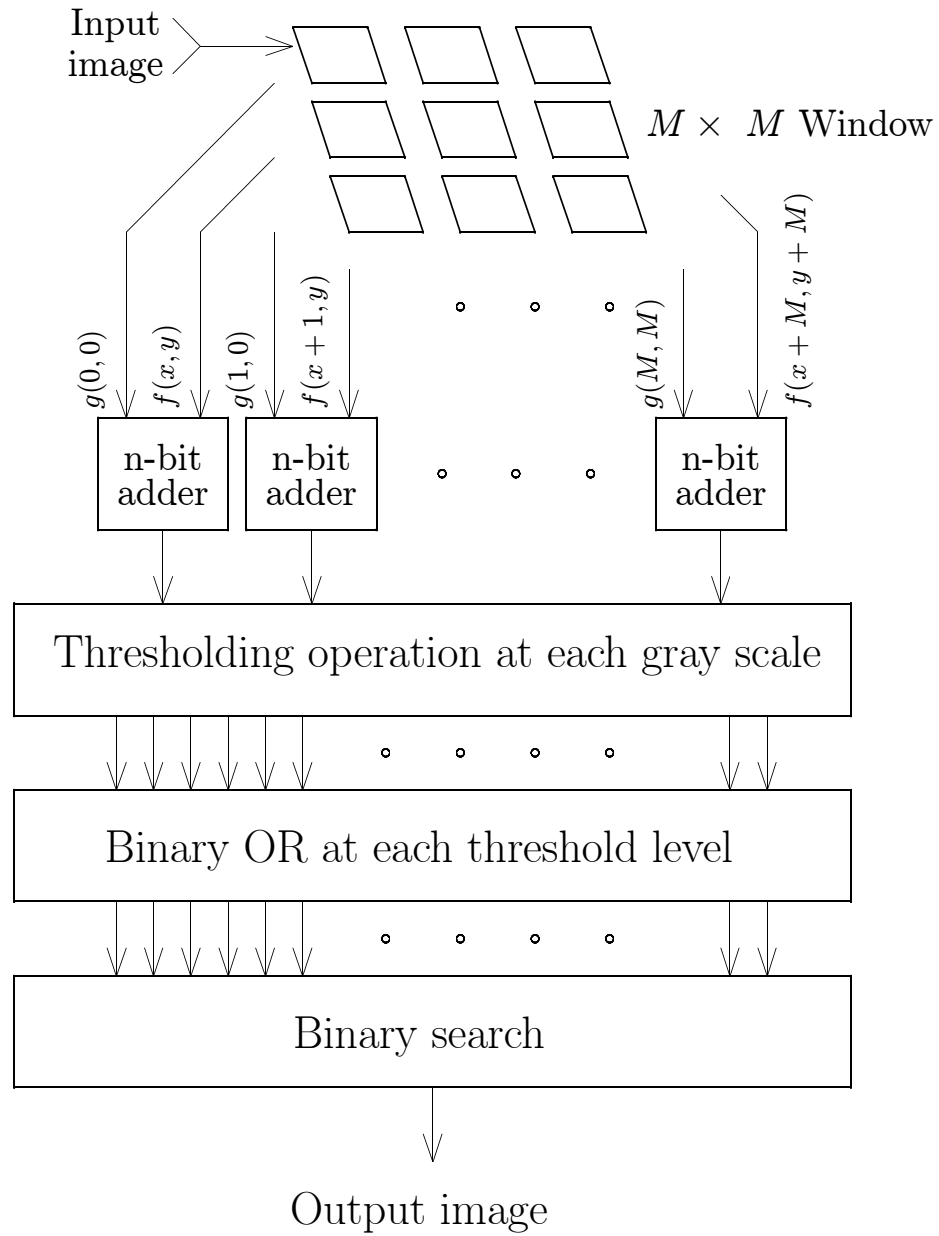 Input
image
M × M Window
g(0,0)
f(x,y)
g(1,0)
f(x + 1,y)
g(M,M)
f(x + M,y + M)
n-bit
adder
n-bit
adder
n-bit
adder
Thresholding operation at each gray scale
Binary OR at each threshold level
Binary search
Output image